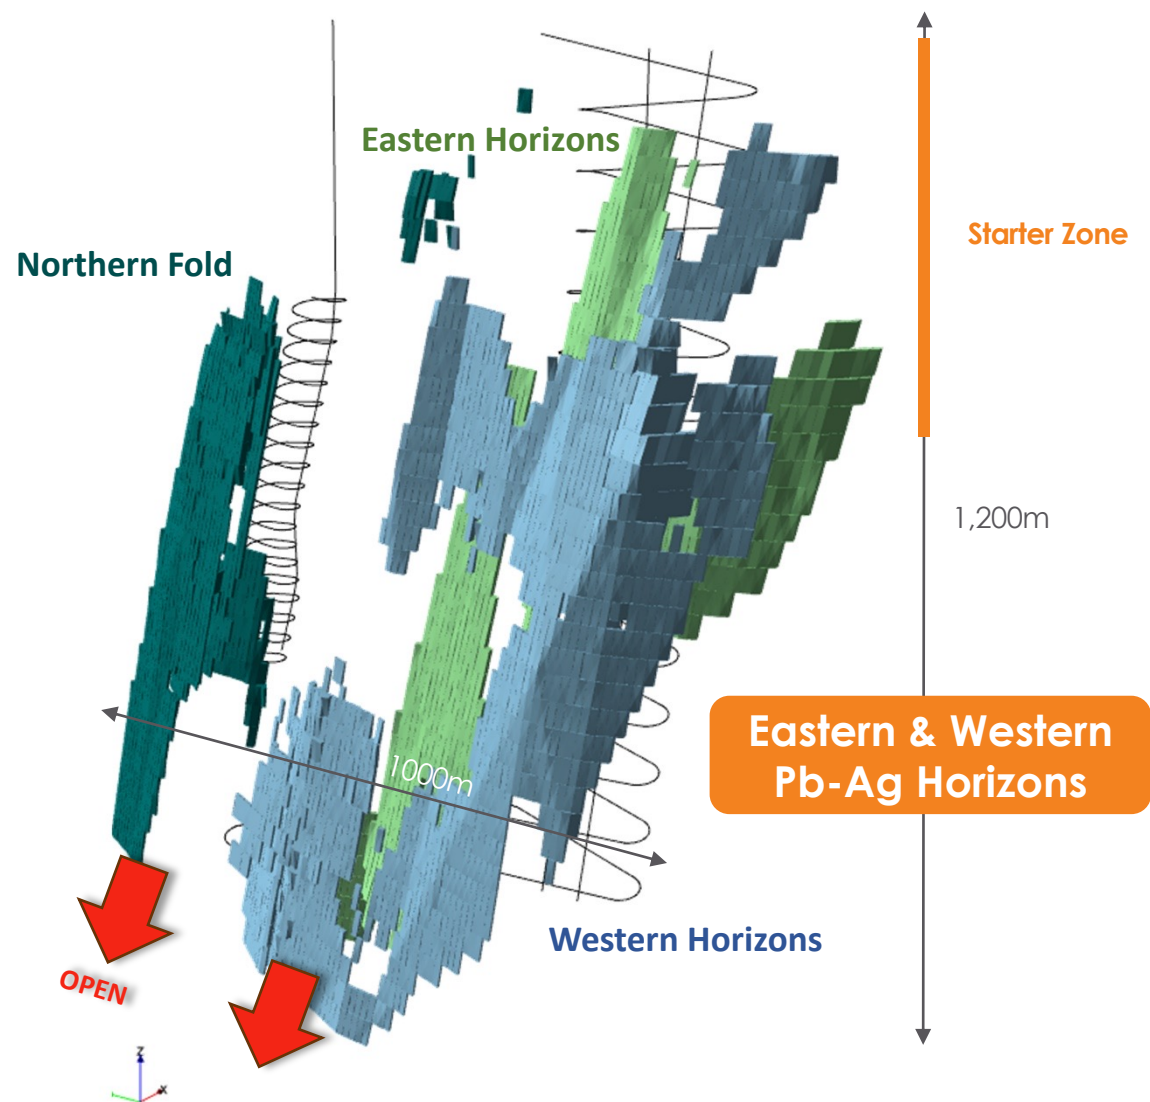 Eastern Horizons
Starter Zone
Northern Fold
1,200m
Eastern & Western
Pb-Ag Horizons
1000m
Western Horizons
OPEN
Z
X